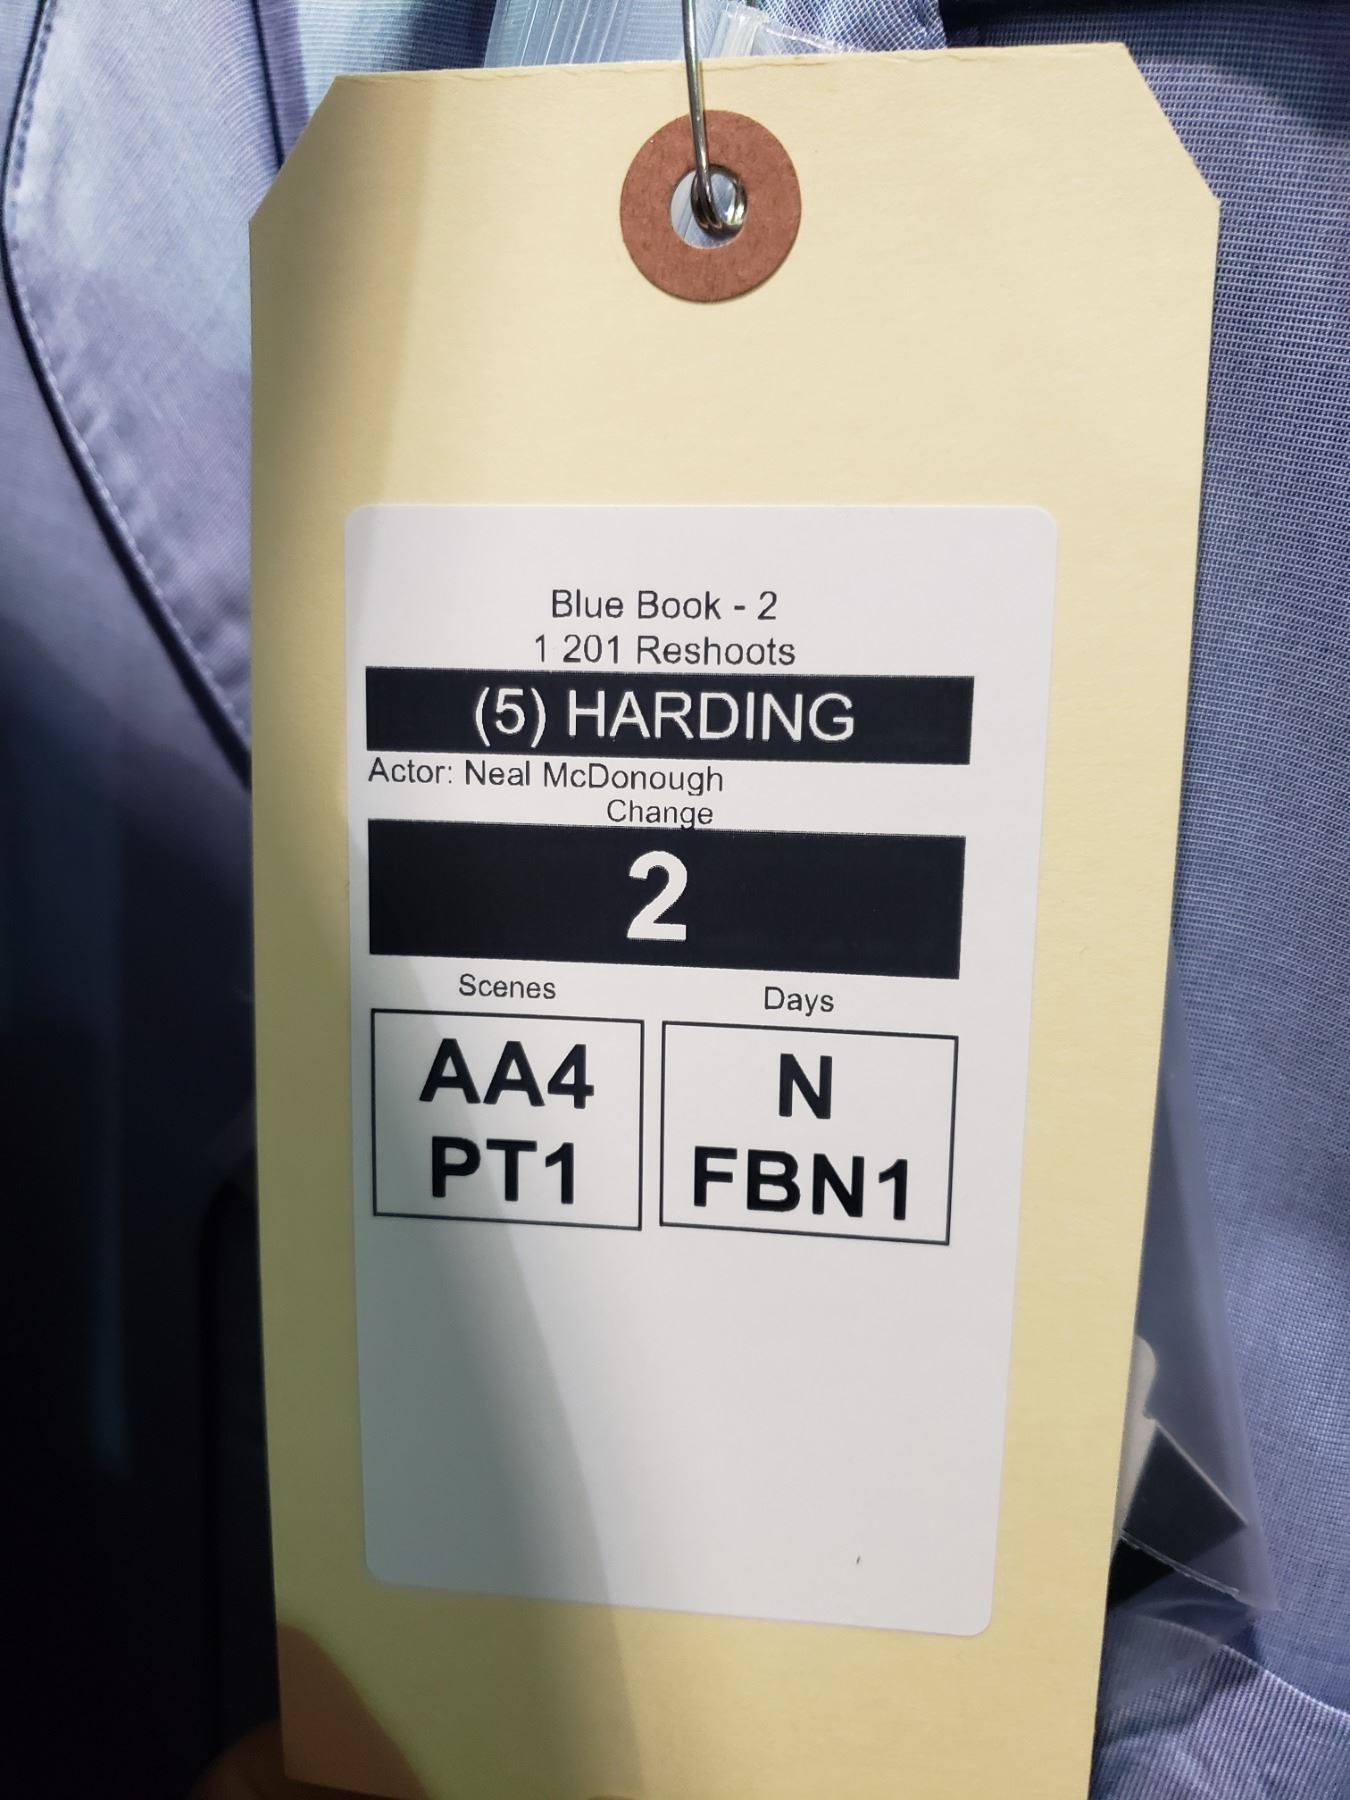 Blue Book - 2
1 201 Reshoots
(5) HARDING
Actor: Neal McDonough
Change
2
Scenes
Days
AA4
PT1
N
FBN1